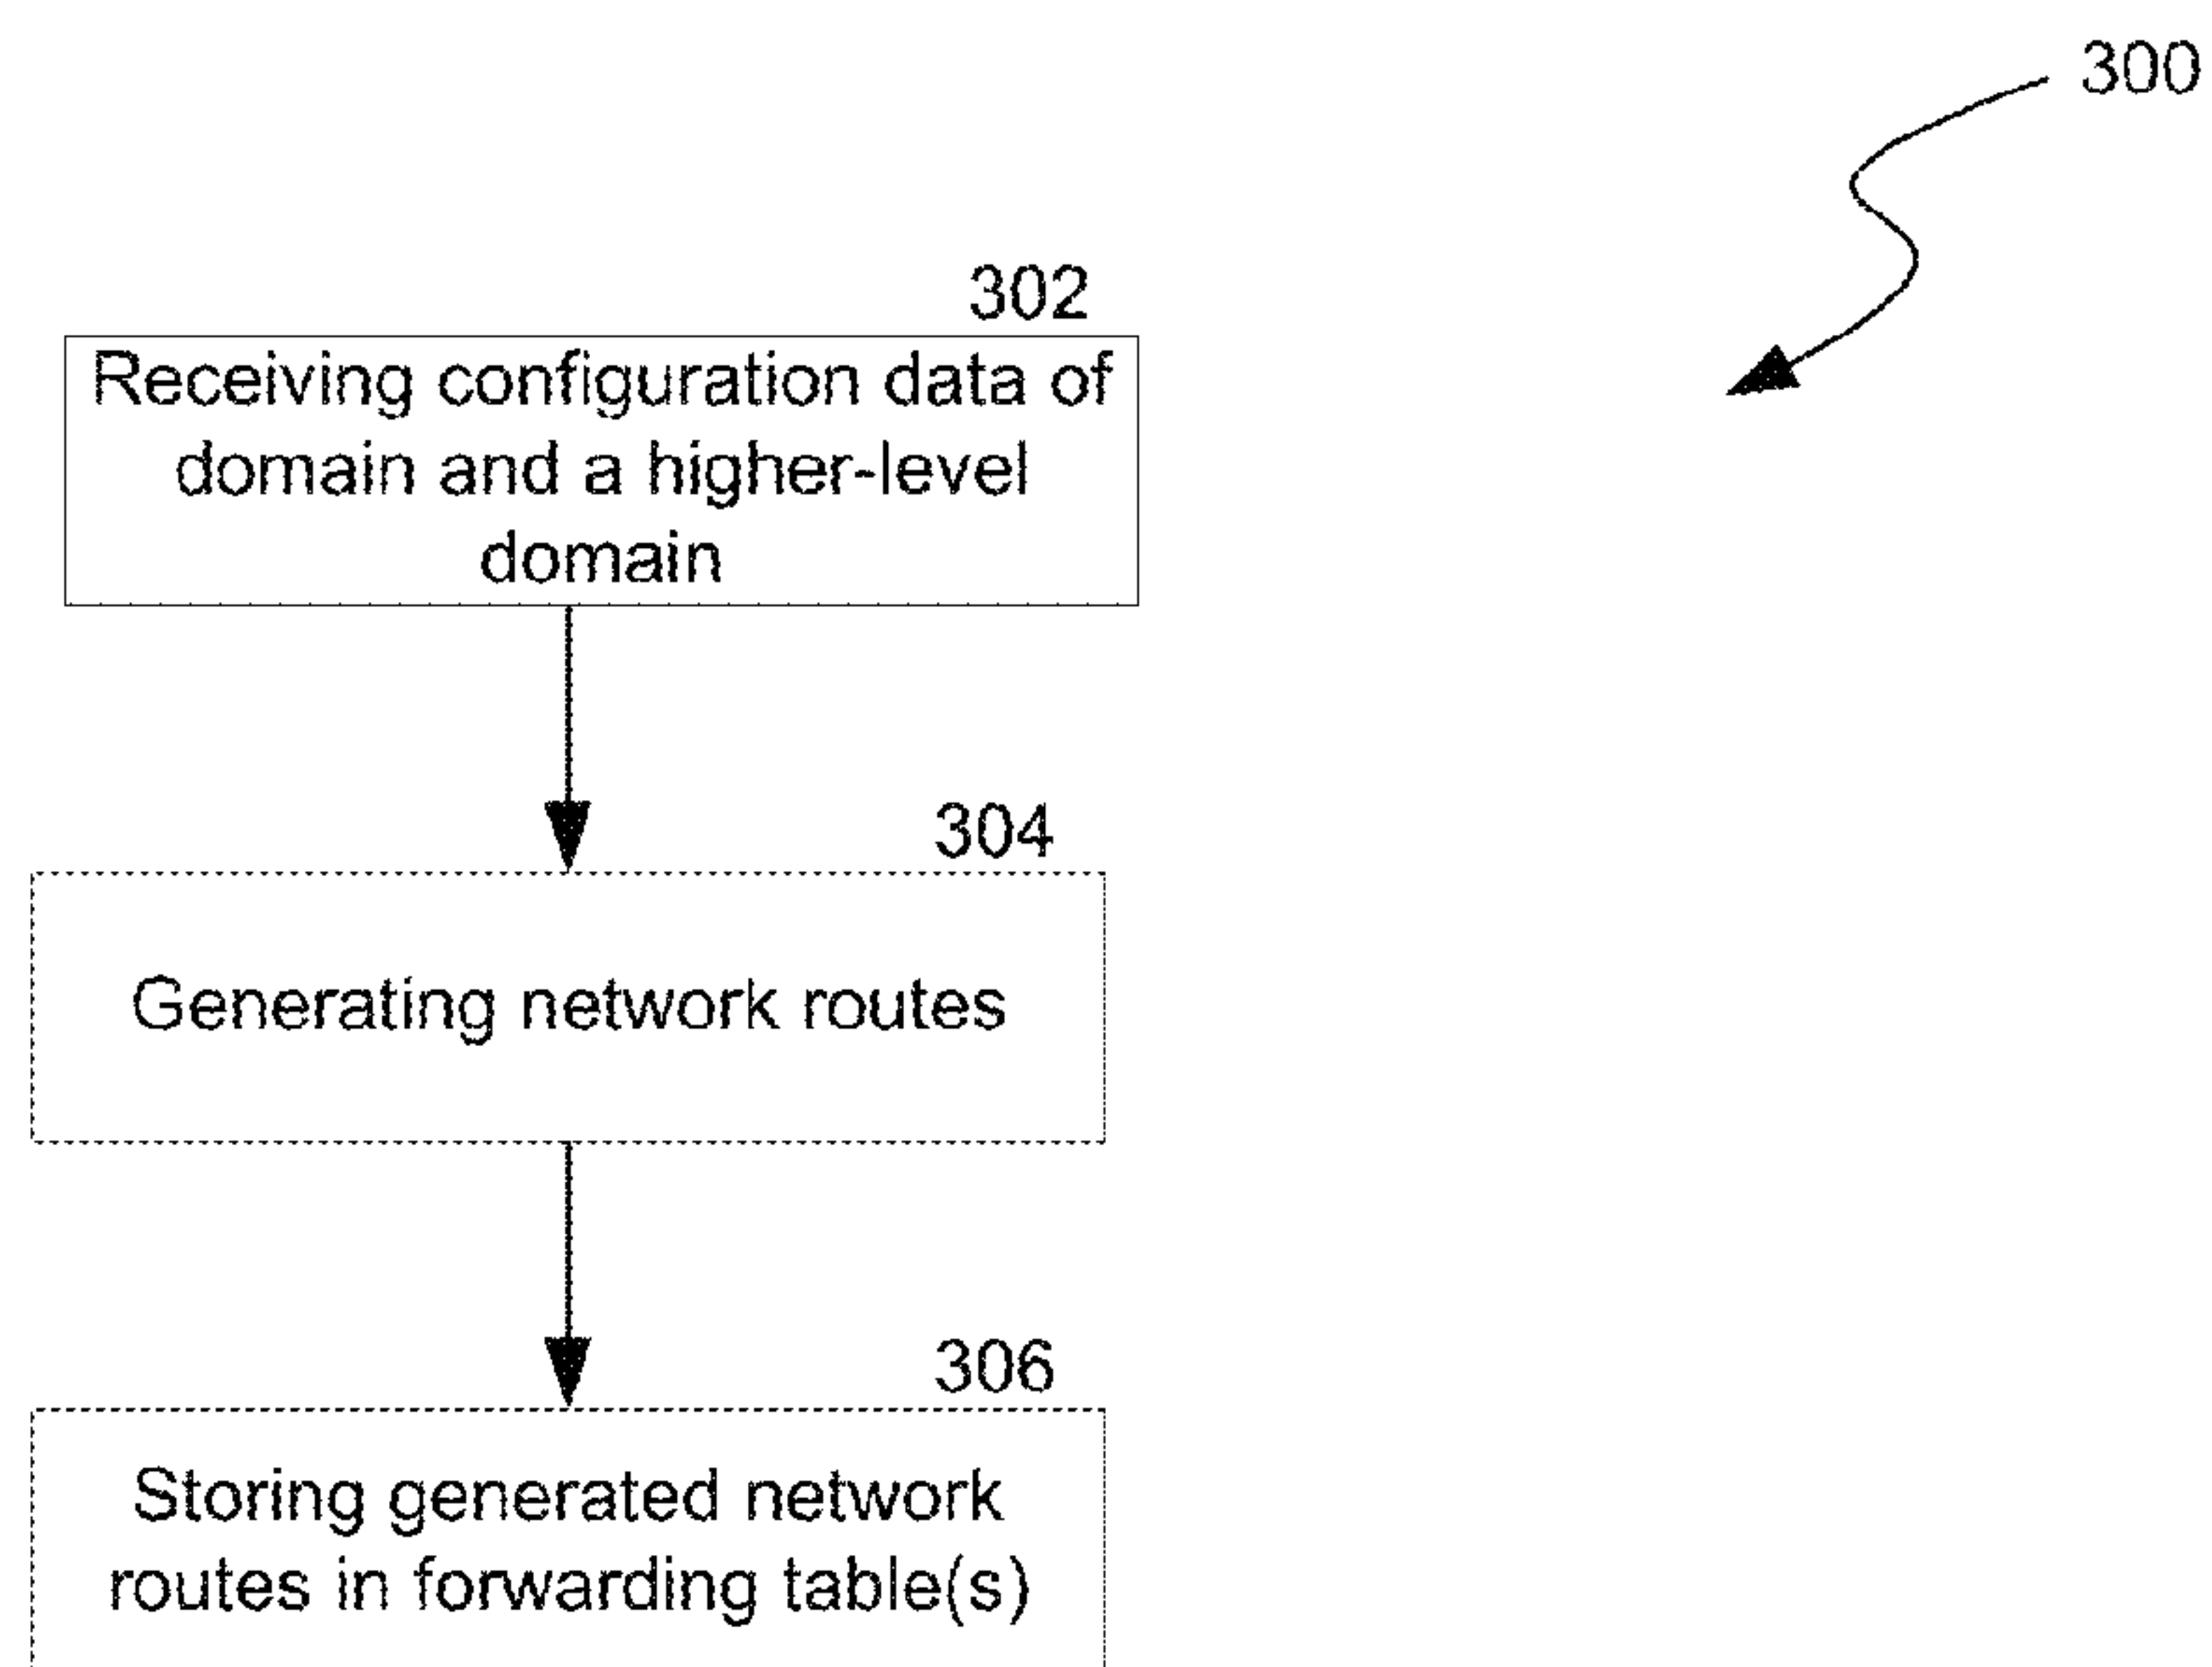 300
302
Receiving configuration data of
domain and a higher-level
domain
304
Generating network routes
306
Storing generated network
routes in forwarding table(s)